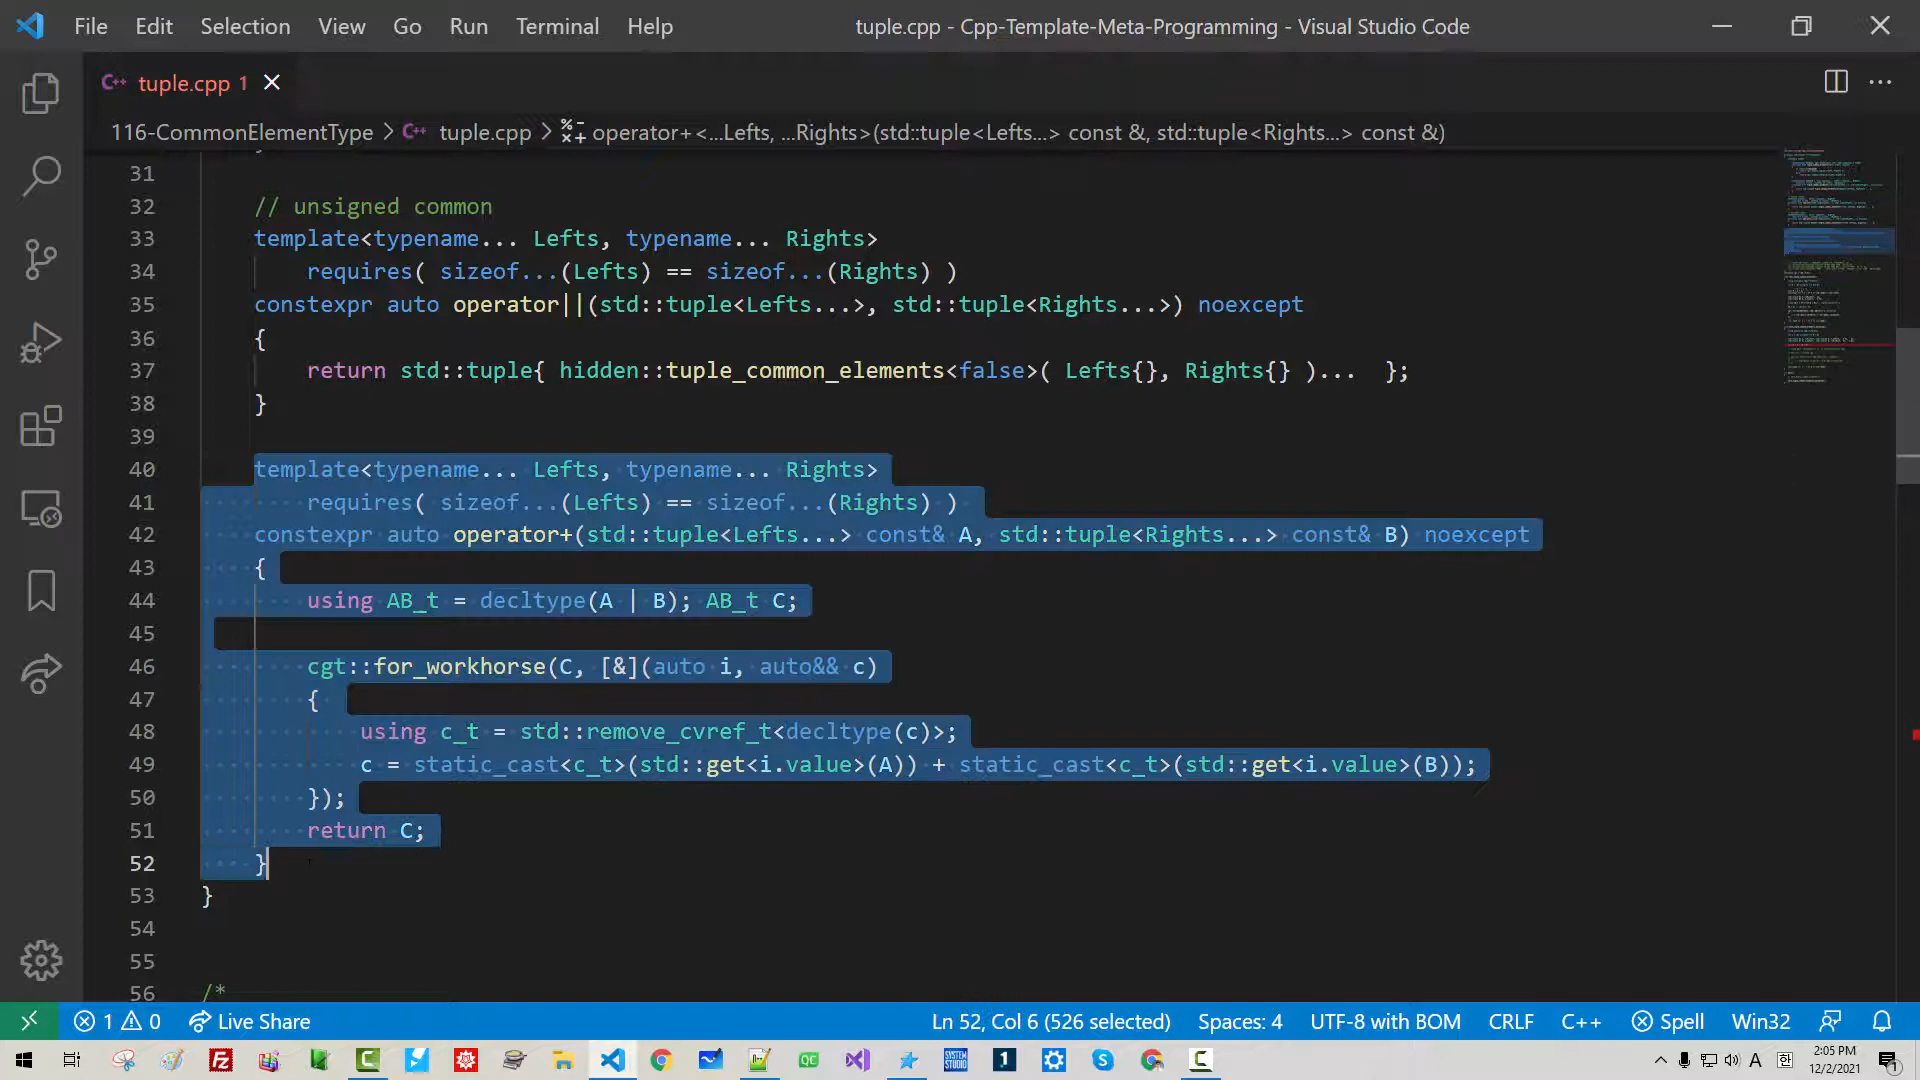 File Edit Selection View Go Run Terminal Help tuple.cpp - Cpp-Template-Meta-Programming - Visual Studio Code
C++ tuple.cpp 1
116-CommonElementType > C++ tuple.cpp > operator+<...Lefts, ...Rights>(std::tuple<Lefts...> const &, std::tuple<Rights...> const &)
31
32 // unsigned common
33 template<typename... Lefts, typename... Rights>
34 requires( sizeof...(Lefts) == sizeof...(Rights) )
35 constexpr auto operator||(std::tuple<Lefts...>, std::tuple<Rights...>) noexcept
36 {
37 return std::tuple{ hidden::tuple_common_elements<false>( Lefts{}, Rights{} )... };
38 }
39
40 template<typename... Lefts, typename... Rights>
41 requires( sizeof...(Lefts) == sizeof...(Rights) )
42 constexpr auto operator+(std::tuple<Lefts...> const& A, std::tuple<Rights...> const& B) noexcept
43 {
44 using AB_t = decltype(A | B); AB_t C;
45
46 cgt::for_workhorse(C, [&](auto i, auto&& c)
47 {
48 using c_t = std::remove_cvref_t<decltype(c)>;
49 c = static_cast<c_t>(std::get<i.value>(A)) + static_cast<c_t>(std::get<i.value>(B));
50 });
51 return C;
52 }
53 }
54
55
56 /*
1 0 Live Share Ln 52, Col 6 (526 selected) Spaces: 4 UTF-8 with BOM CRLF C++ Spell Win32
A 한 2:05 PM
12/2/2021